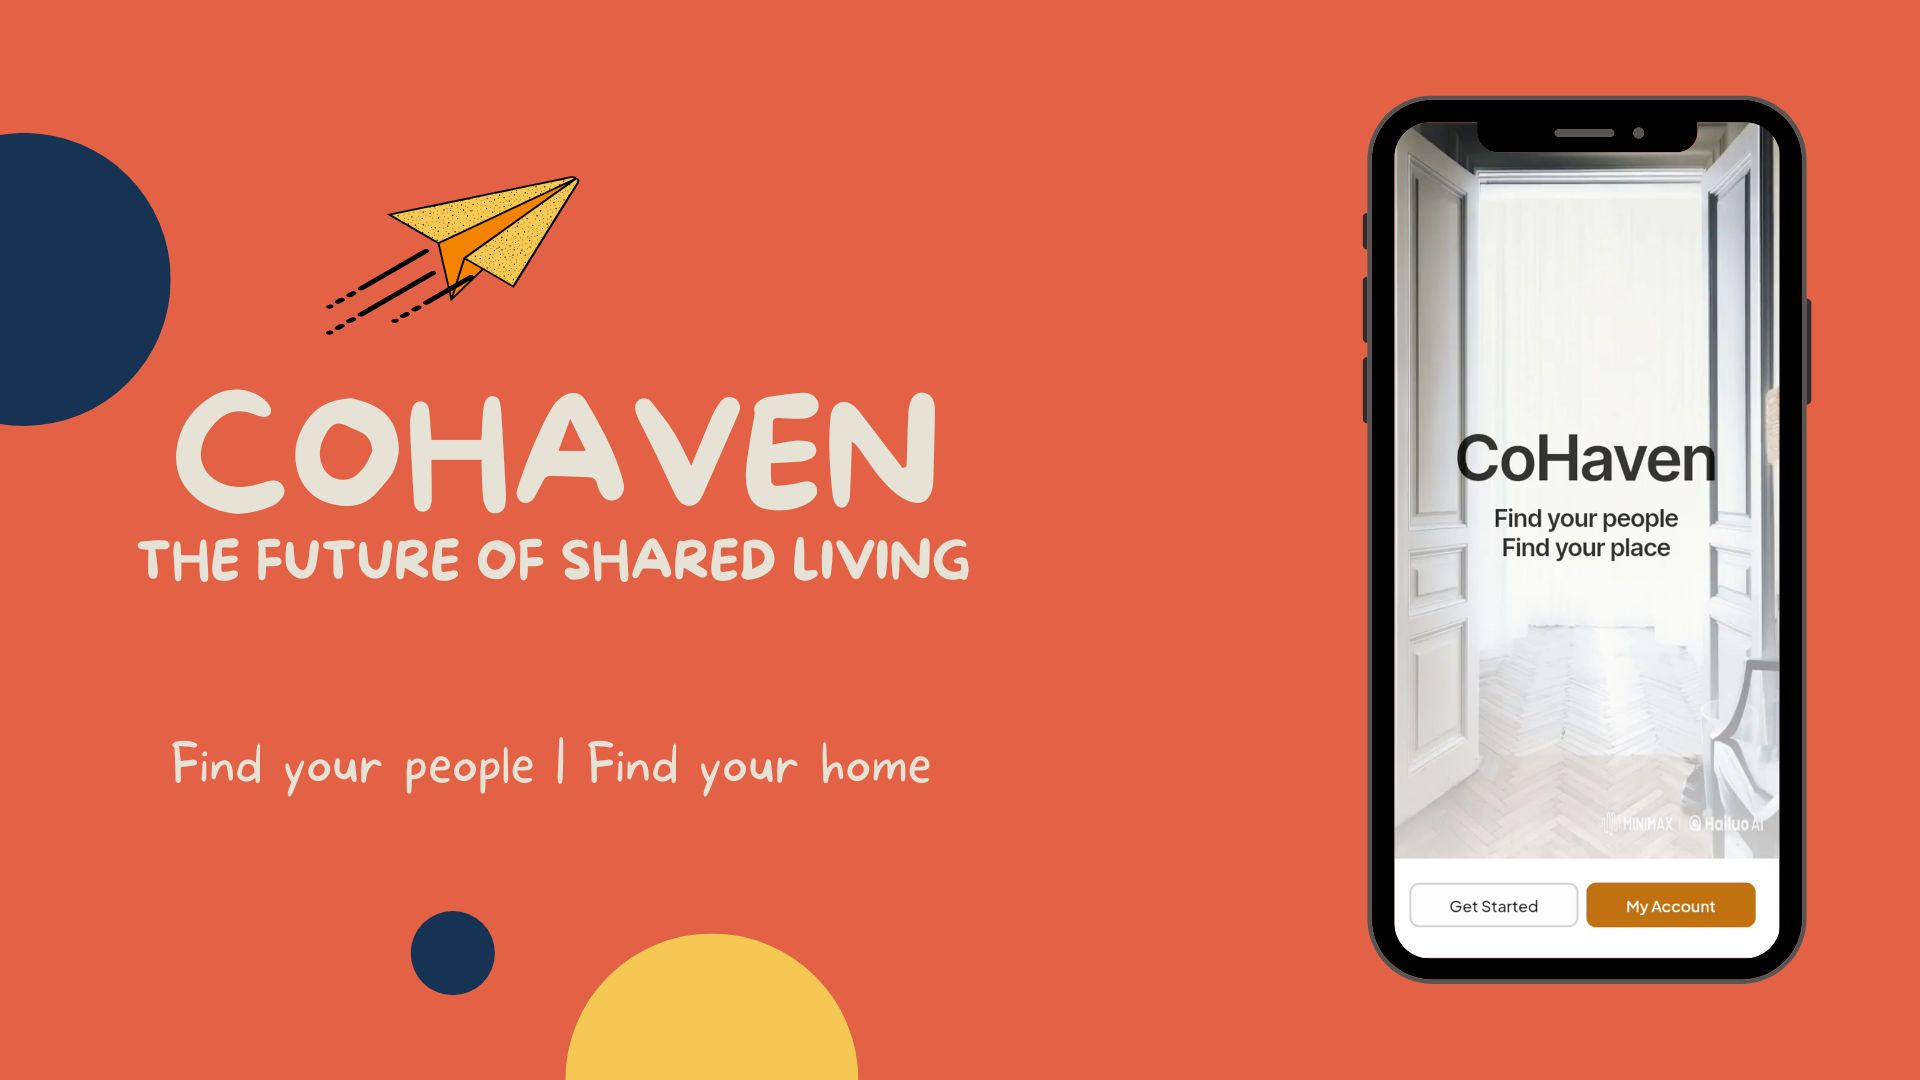 COHAVEN
THE FUTURE OF SHARED LIVING
Find your people | Find your home
CoHaven
Find your people
Find your place
MINIMAX | Hailuo AI
Get Started
My Account